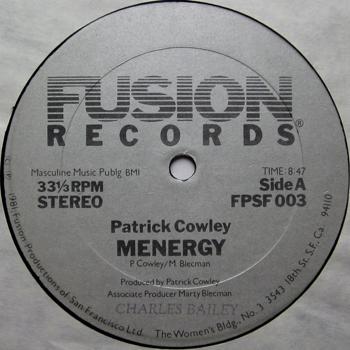 FUSION
RECORDS®
Masculine Music Publg. BMI
TIME: 8:47
33⅓ RPM
Side A
STEREO
FPSF 003
Patrick Cowley
MENERGY
P. Cowley/M. Blecman
Produced by Patrick Cowley
Associate Producer Marty Blecman
CHARLES BAILEY
1981 Fusion Productions of San Francisco Ltd. The Women's Bldg., No. 3 3543 18th St. S.F. Ca. 94110